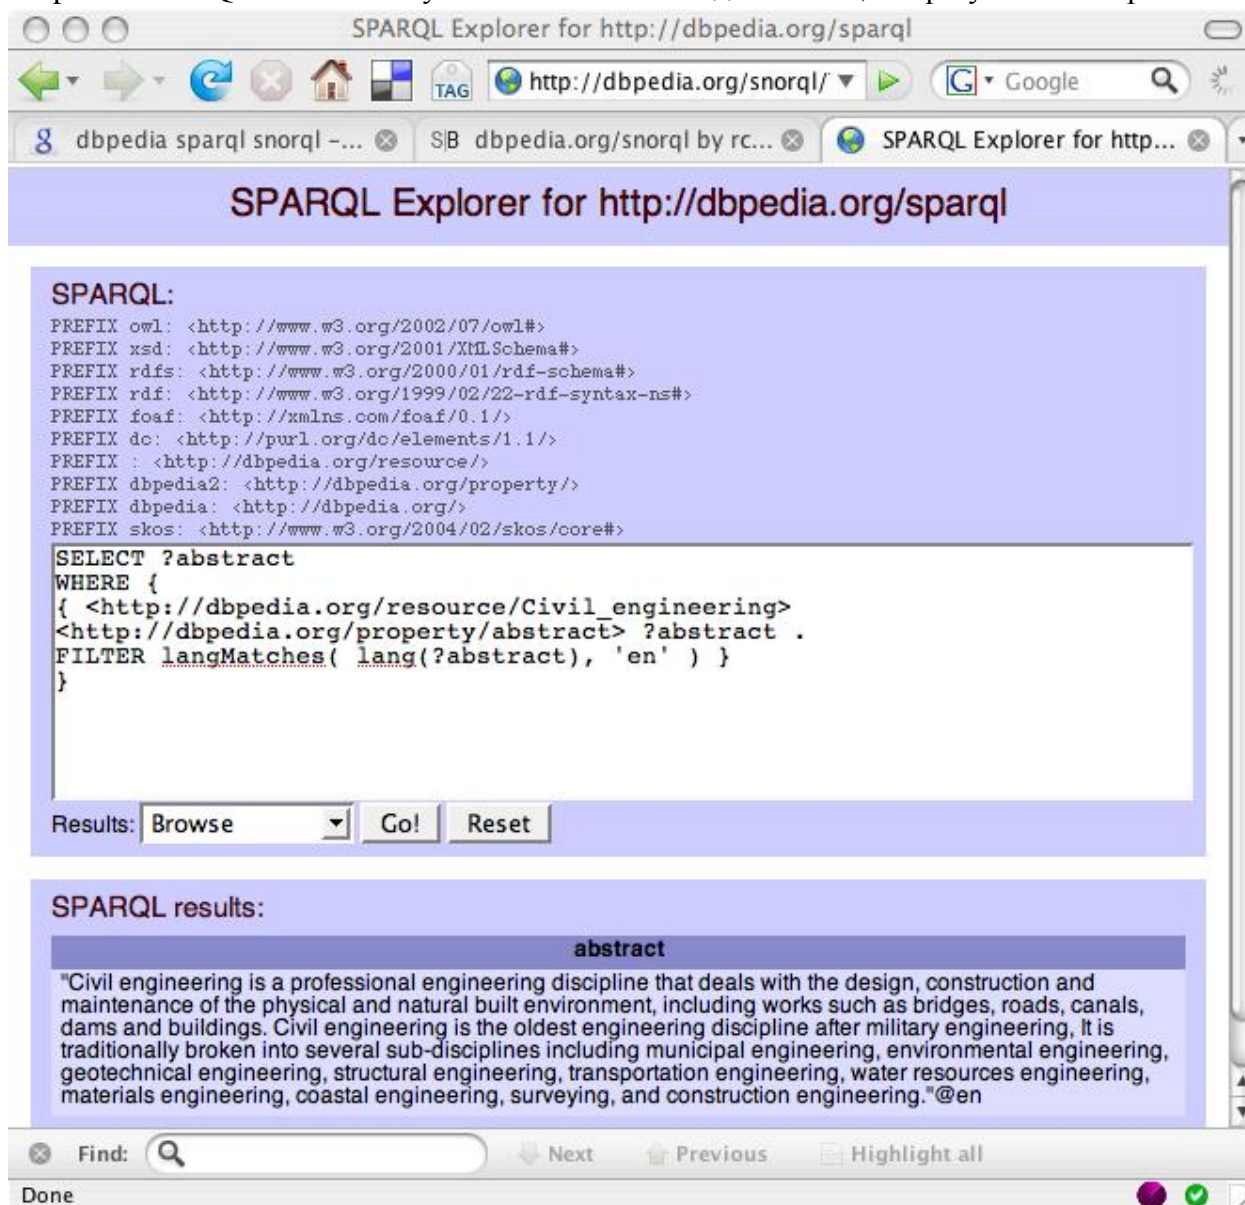 SPARQL Explorer for http://dbpedia.org/sparql
TAG
http://dbpedia.org/snorql/
G
Google
g dbpedia sparql snorql -...
S|B dbpedia.org/snorql by rc...
SPARQL Explorer for http...
SPARQL Explorer for http://dbpedia.org/sparql
SPARQL:
PREFIX owl: <http://www.w3.org/2002/07/owl#>
PREFIX xsd: <http://www.w3.org/2001/XMLSchema#>
PREFIX rdfs: <http://www.w3.org/2000/01/rdf-schema#>
PREFIX rdf: <http://www.w3.org/1999/02/22-rdf-syntax-ns#>
PREFIX foaf: <http://xmlns.com/foaf/0.1/>
PREFIX dc: <http://purl.org/dc/elements/1.1/>
PREFIX : <http://dbpedia.org/resource/>
PREFIX dbpedia2: <http://dbpedia.org/property/>
PREFIX dbpedia: <http://dbpedia.org/>
PREFIX skos: <http://www.w3.org/2004/02/skos/core#>
SELECT ?abstract
WHERE {
{ <http://dbpedia.org/resource/Civil_engineering>
<http://dbpedia.org/property/abstract> ?abstract .
FILTER langMatches( lang(?abstract), 'en' ) }
}
Results: Browse Go! Reset
SPARQL results:
abstract
"Civil engineering is a professional engineering discipline that deals with the design, construction and
maintenance of the physical and natural built environment, including works such as bridges, roads, canals,
dams and buildings. Civil engineering is the oldest engineering discipline after military engineering, It is
traditionally broken into several sub-disciplines including municipal engineering, environmental engineering,
geotechnical engineering, structural engineering, transportation engineering, water resources engineering,
materials engineering, coastal engineering, surveying, and construction engineering."@en
Find: Next Previous Highlight all
Done